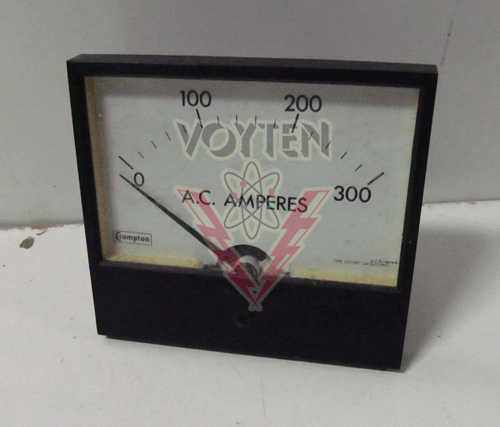 100 200
VOYTEN
0 300
A.C. AMPERES
Crompton